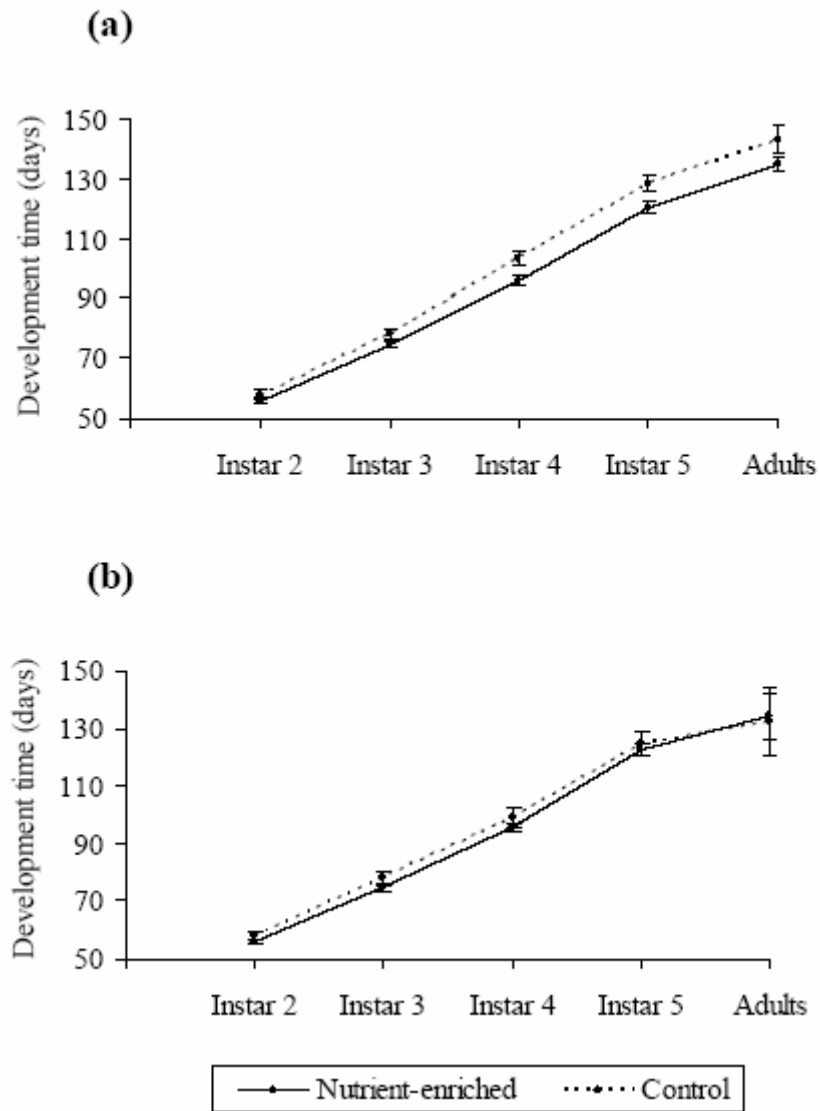 (a)
Development time (days)
150
130
110
90
70
50
Instar 2 Instar 3 Instar 4 Instar 5 Adults
(b)
Development time (days)
150
130
110
90
70
50
Instar 2 Instar 3 Instar 4 Instar 5 Adults
Nutrient-enriched Control